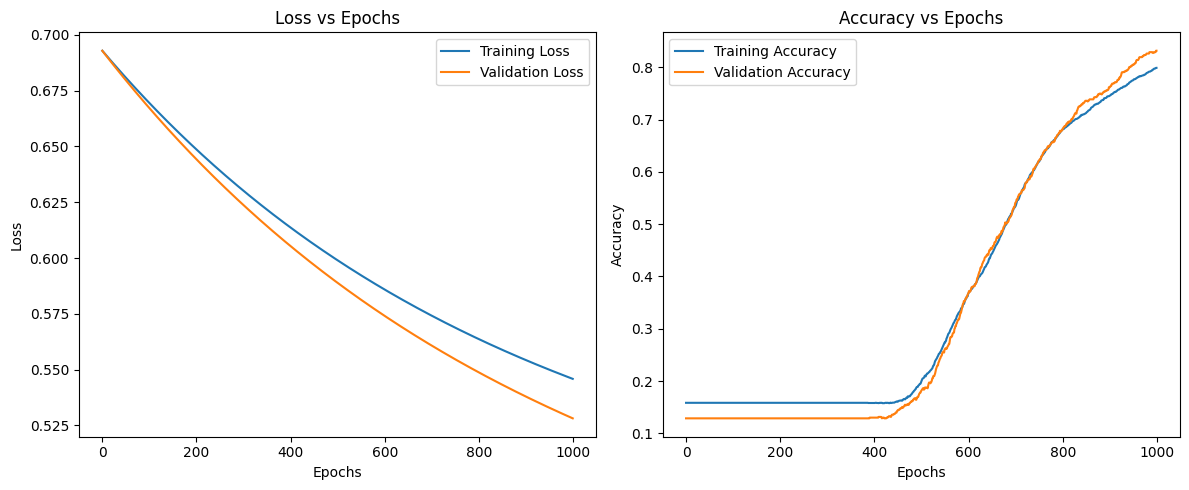 Loss vs Epochs
Training Loss
Validation Loss
0.700
0.675
0.650
0.625
0.600
0.575
0.550
0.525
Loss
0
200
400
600
800
1000
Epochs
Accuracy vs Epochs
Training Accuracy
Validation Accuracy
0.8
0.7
0.6
0.5
0.4
0.3
0.2
0.1
Accuracy
0
200
400
600
800
1000
Epochs